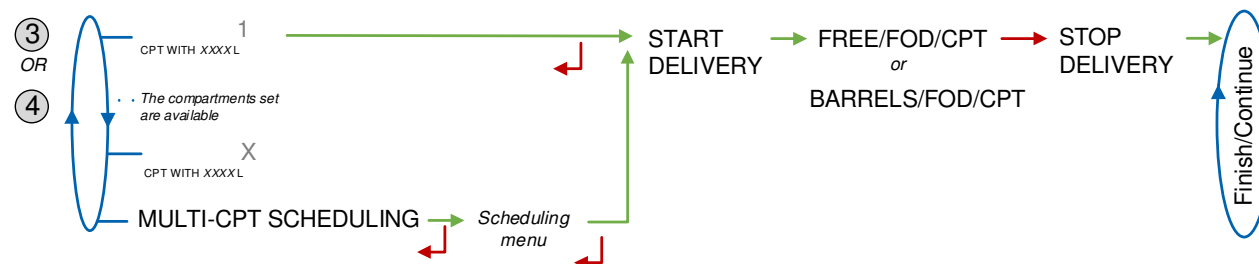 3
OR
4
1
CPT WITH XXXX L
The compartments set
are available
X
CPT WITH XXXX L
MULTI-CPT SCHEDULING
Scheduling
menu
START
DELIVERY
FREE/FOD/CPT
or
BARRELS/FOD/CPT
STOP
DELIVERY
Finish/Continue